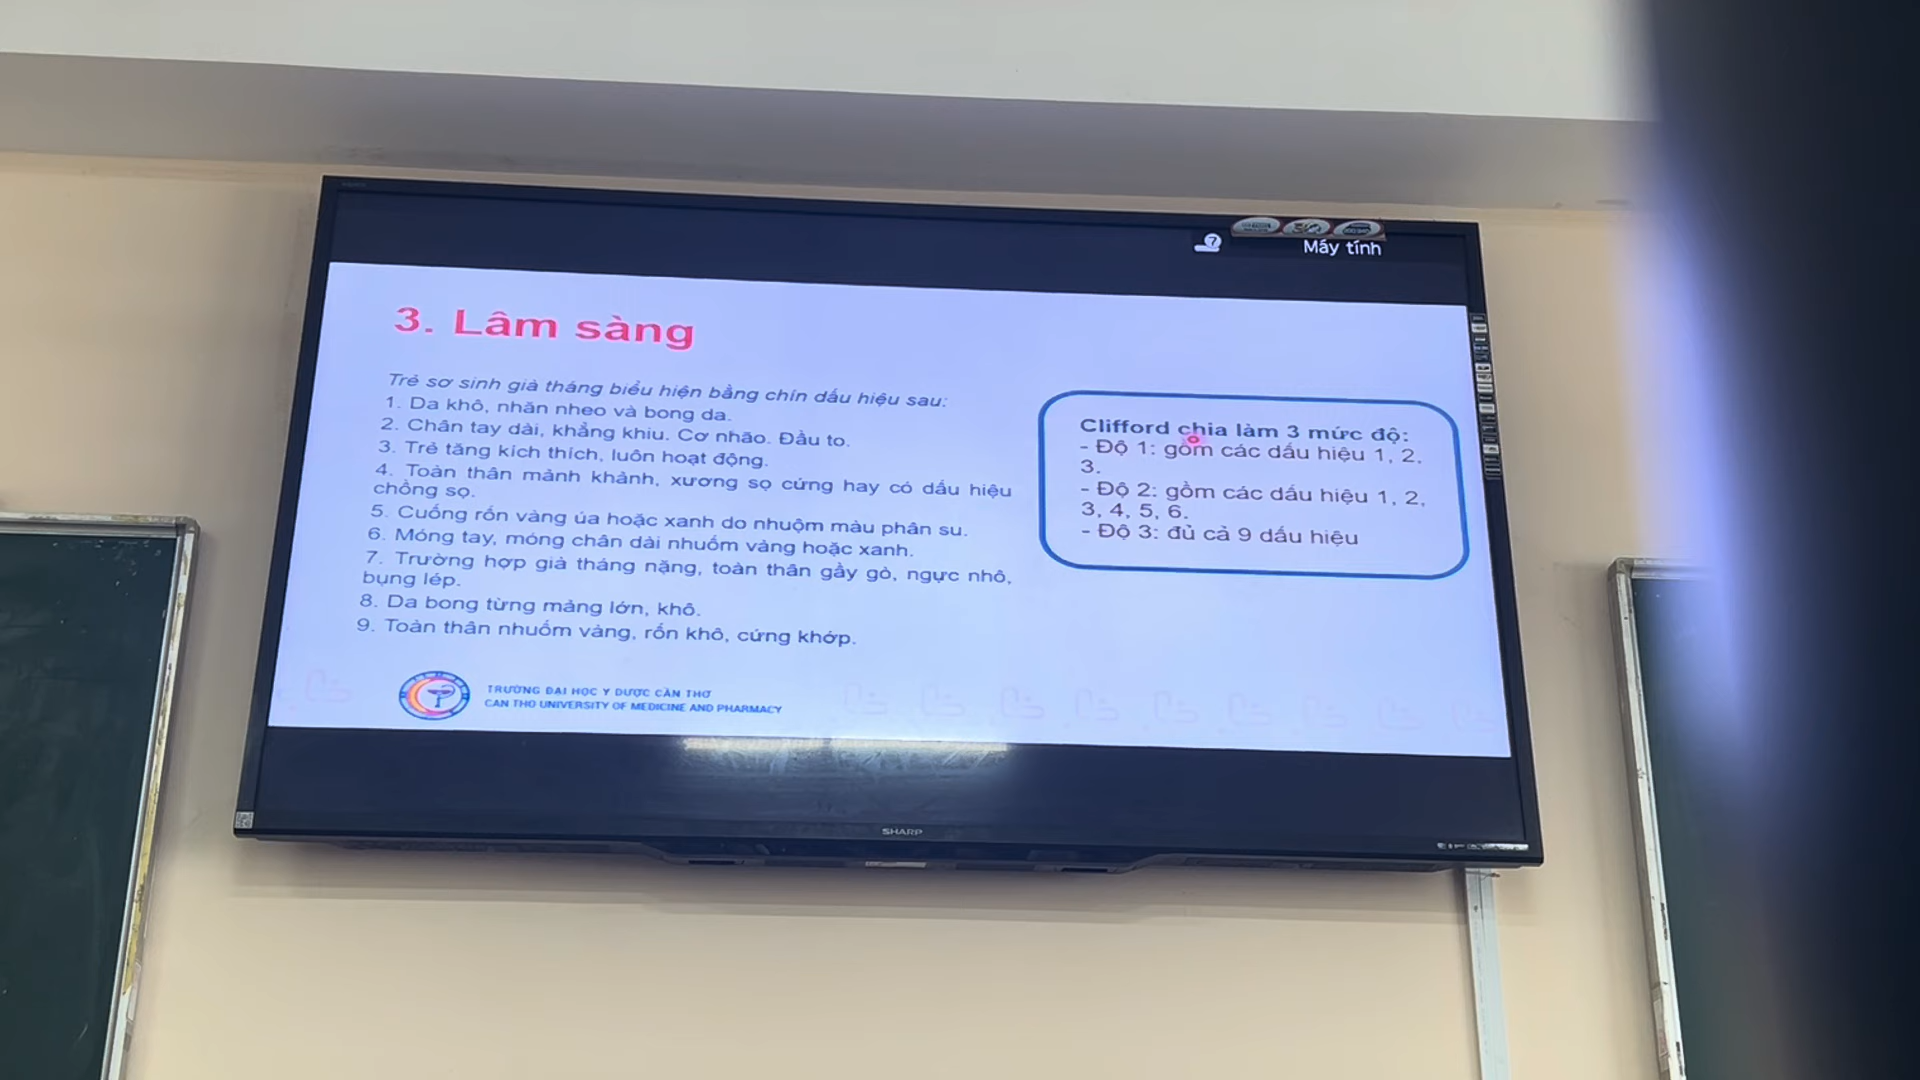 Máy tính
3. Lâm sàng
Trẻ sơ sinh già tháng biểu hiện bằng chín dấu hiệu sau:
1. Da khô, nhăn nheo và bong da.
2. Chân tay dài, khẳng khiu. Cơ nhão. Đầu to.
3. Trẻ tăng kích thích, luôn hoạt động.
4. Toàn thân mảnh khảnh, xương sọ cứng hay có dấu hiệu
chồng sọ.
5. Cuống rốn vàng úa hoặc xanh do nhuộm màu phân su.
6. Móng tay, móng chân dài nhuốm vàng hoặc xanh.
7. Trường hợp già tháng nặng, toàn thân gầy gò, ngực nhô,
bụng lép.
8. Da bong từng mảng lớn, khô.
9. Toàn thân nhuốm vàng, rốn khô, cứng khớp.
Clifford chia làm 3 mức độ:
- Độ 1: gồm các dấu hiệu 1, 2,
3.
- Độ 2: gồm các dấu hiệu 1, 2,
3, 4, 5, 6.
- Độ 3: đủ cả 9 dấu hiệu
TRƯỜNG ĐẠI HỌC Y DƯỢC CẦN THƠ
CAN THO UNIVERSITY OF MEDICINE AND PHARMACY
SHARP